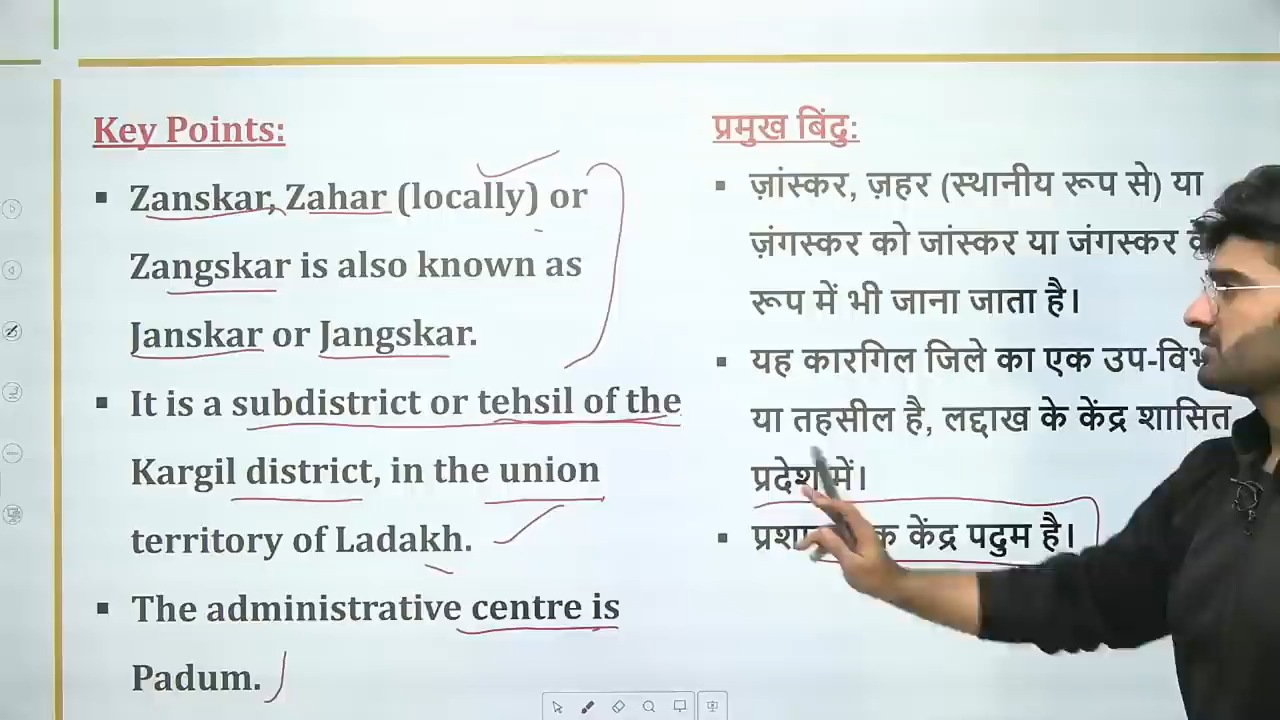 Key Points:
▪ Zanskar, Zahar (locally) or
Zangskar is also known as
Janskar or Jangskar.
▪ It is a subdistrict or tehsil of the
Kargil district, in the union
territory of Ladakh.
▪ The administrative centre is
Padum.
प्रमुख बिंदु:
▪ ज़ांस्कर, ज़हर (स्थानीय रूप से) या
ज़ंगस्कर को जांस्कर या जंगस्कर
रूप में भी जाना जाता है।
▪ यह कारगिल जिले का एक
या तहसील है, लद्दाख के केंद्र शासित
प्रदेश में।
▪ केंद्र पदुम है।